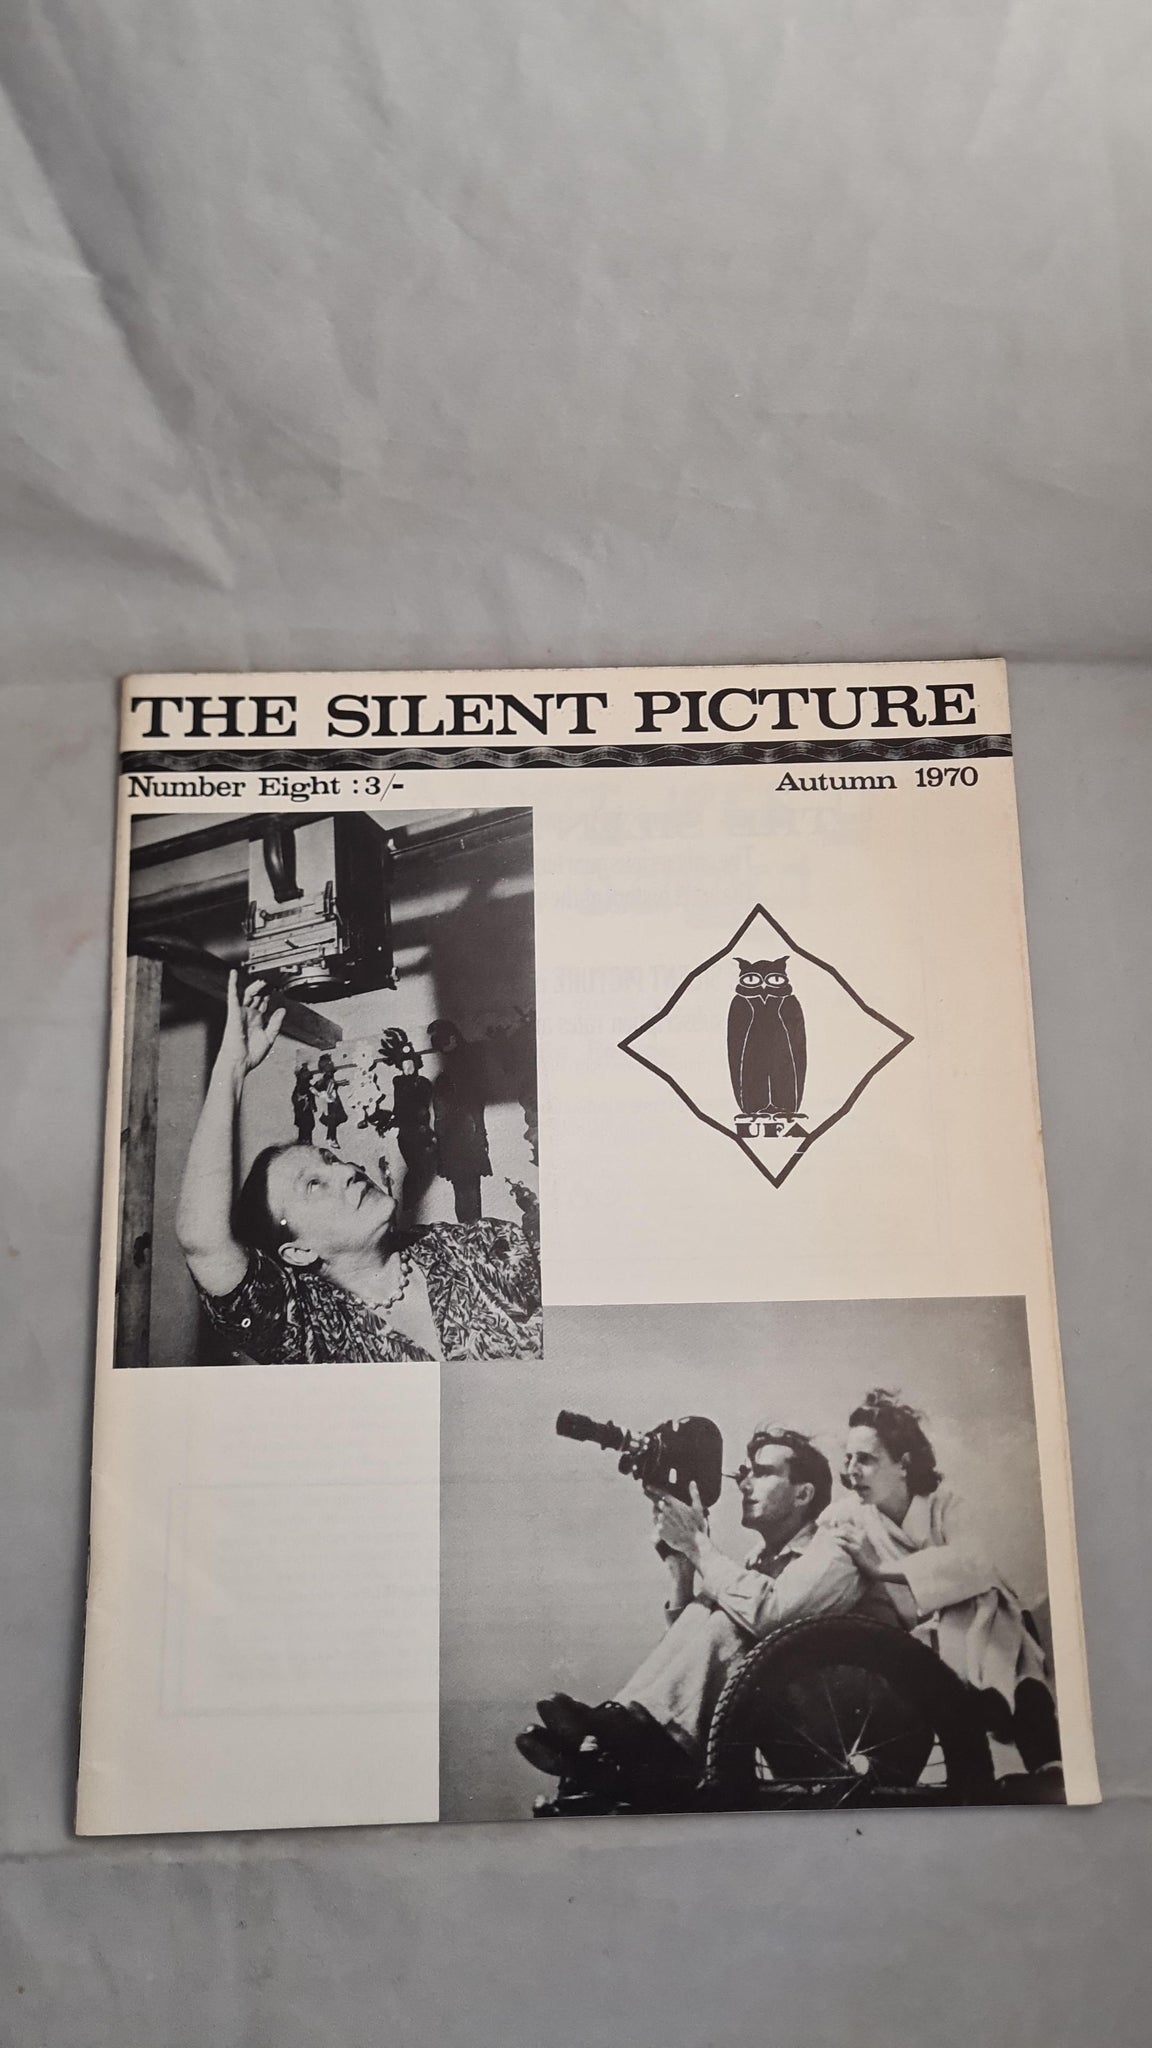 THE SILENT PICTURE
Number Eight : 3/-
Autumn 1970
UFA